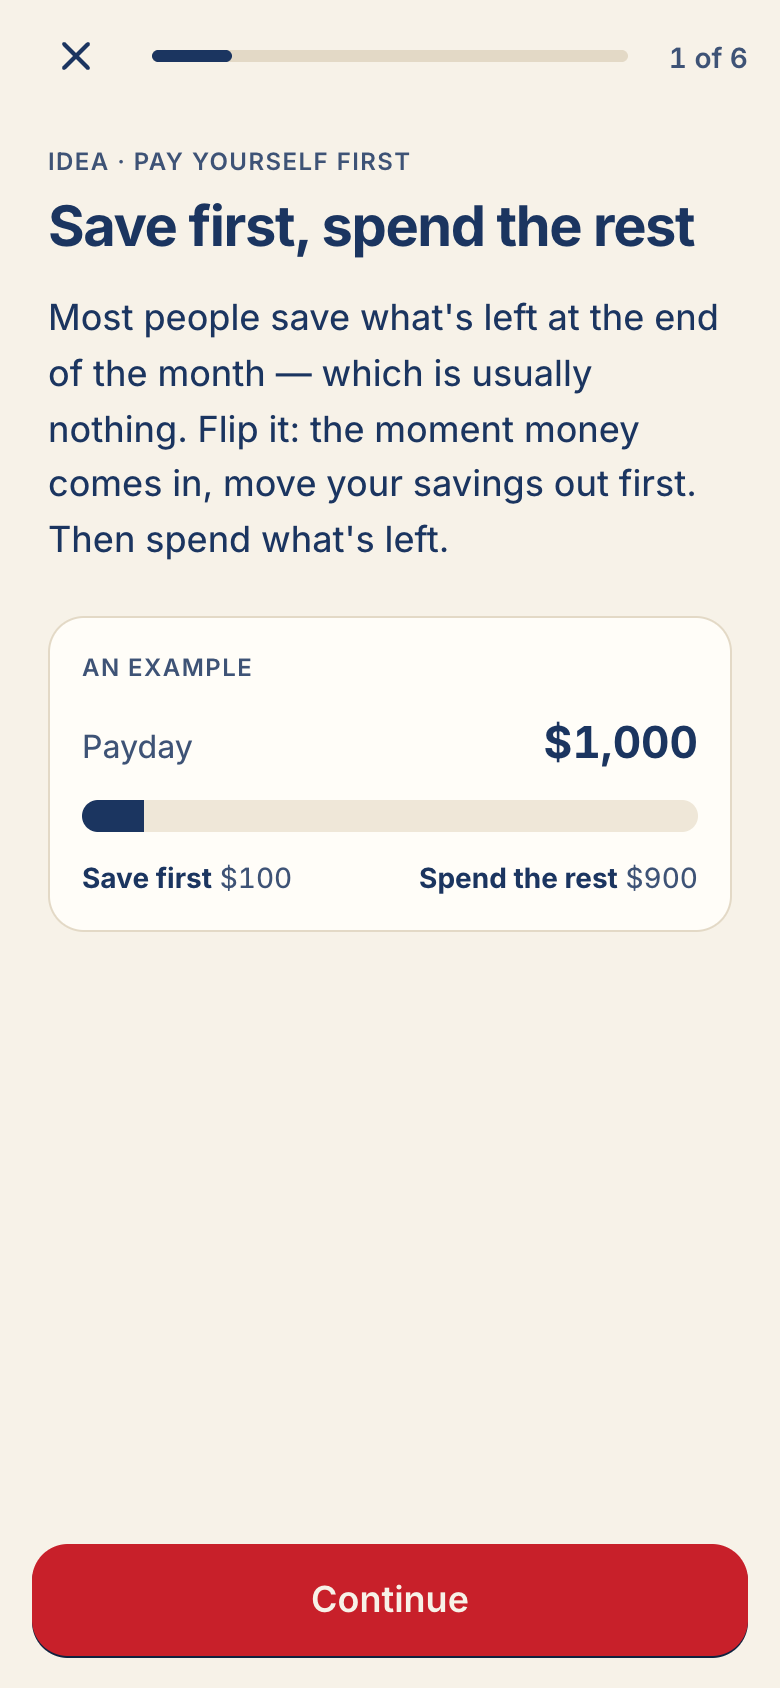 1 of 6
IDEA · PAY YOURSELF FIRST
Save first, spend the rest
Most people save what's left at the end
of the month — which is usually
nothing. Flip it: the moment money
comes in, move your savings out first.
Then spend what's left.
AN EXAMPLE
Payday $1,000
Save first $100 Spend the rest $900
Continue